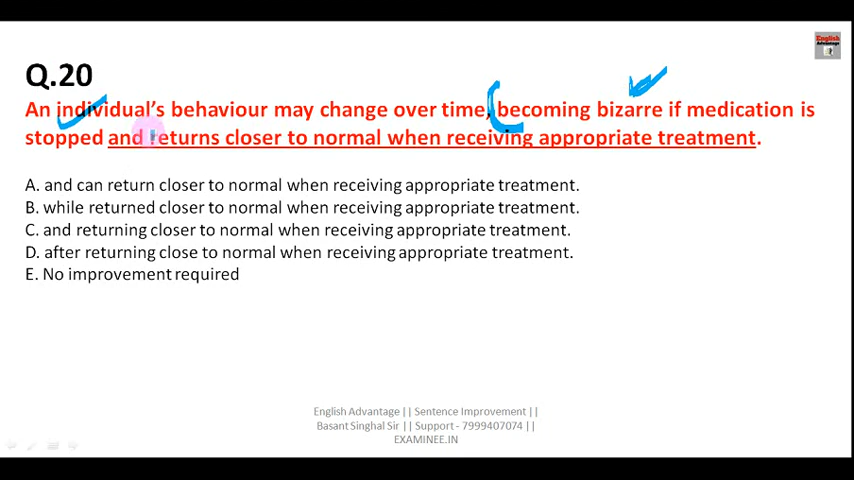 English
Advantage
Q.20
An individual's behaviour may change over time, becoming bizarre if medication is
stopped and returns closer to normal when receiving appropriate treatment.
A. and can return closer to normal when receiving appropriate treatment.
B. while returned closer to normal when receiving appropriate treatment.
C. and returning closer to normal when receiving appropriate treatment.
D. after returning close to normal when receiving appropriate treatment.
E. No improvement required
English Advantage || Sentence Improvement ||
Basant Singhal Sir || Support - 7999407074 ||
EXAMINEE.IN